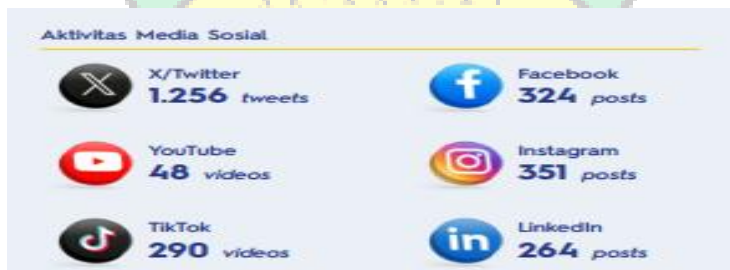 Aktivitas Media Sosial
X/Twitter
1.256 tweets
Facebook
324 posts
YouTube
48 videos
Instagram
351 posts
TikTok
290 videos
LinkedIn
264 posts